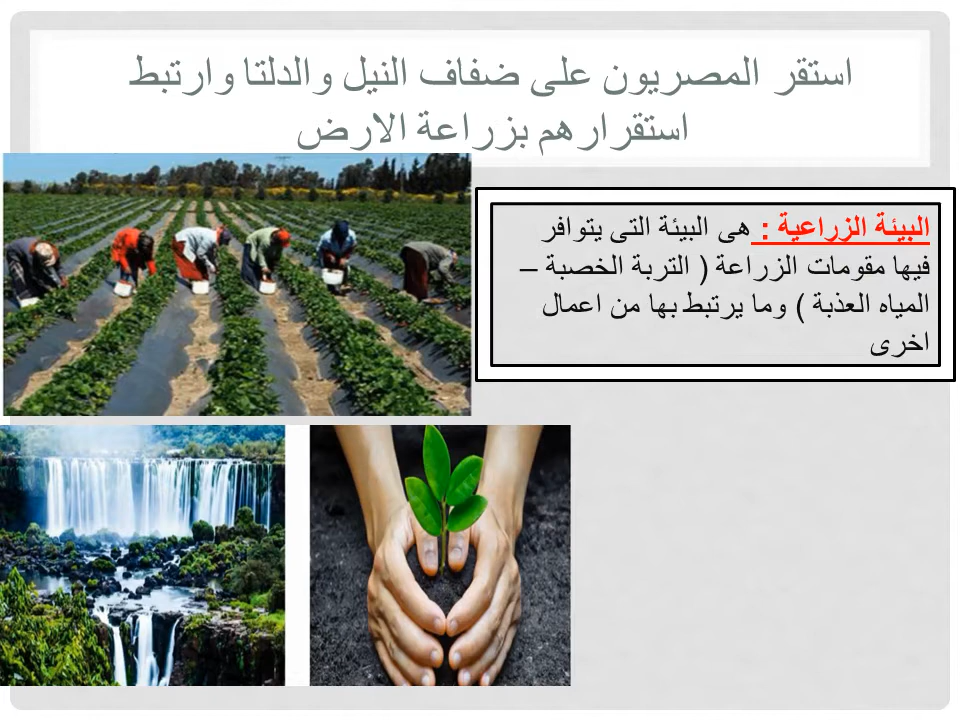 استقر المصريون على ضفاف النيل والدلتا وارتبط
استقرارهم بزراعة الارض
البيئة الزراعية : هى البيئة التى يتوافر
فيها مقومات الزراعة ( التربة الخصبة –
المياه العذبة ) وما يرتبط بها من اعمال
اخرى